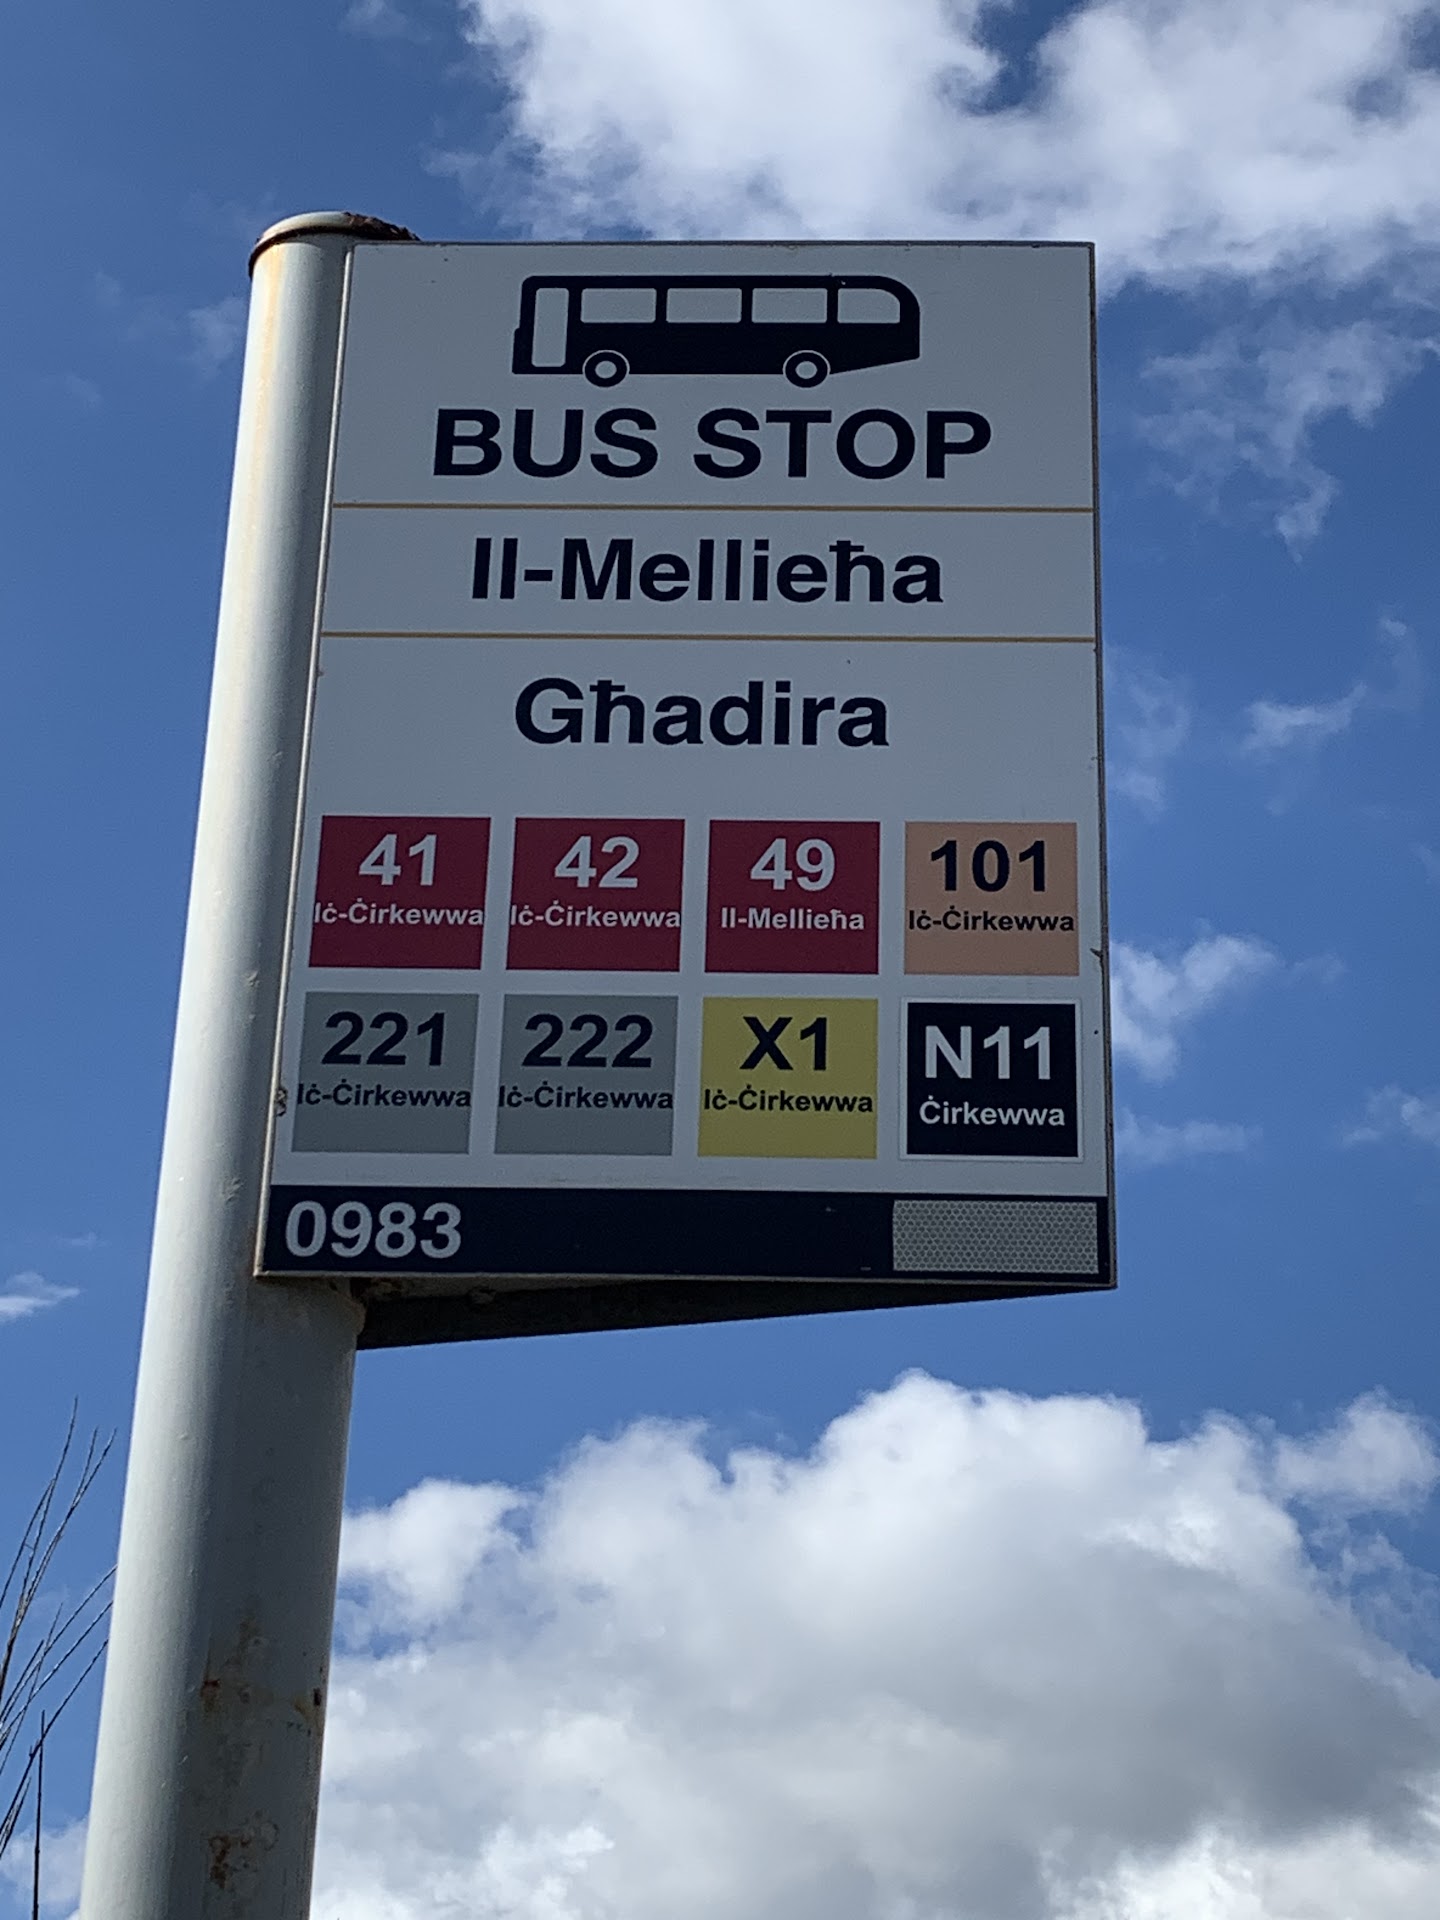 BUS STOP
Il-Mellieħa
Għadira
41 42 49 101
Iċ-Ċirkewwa Iċ-Ċirkewwa Il-Mellieħa Iċ-Ċirkewwa
221 222 X1 N11
Iċ-Ċirkewwa Iċ-Ċirkewwa Iċ-Ċirkewwa Ċirkewwa
0983